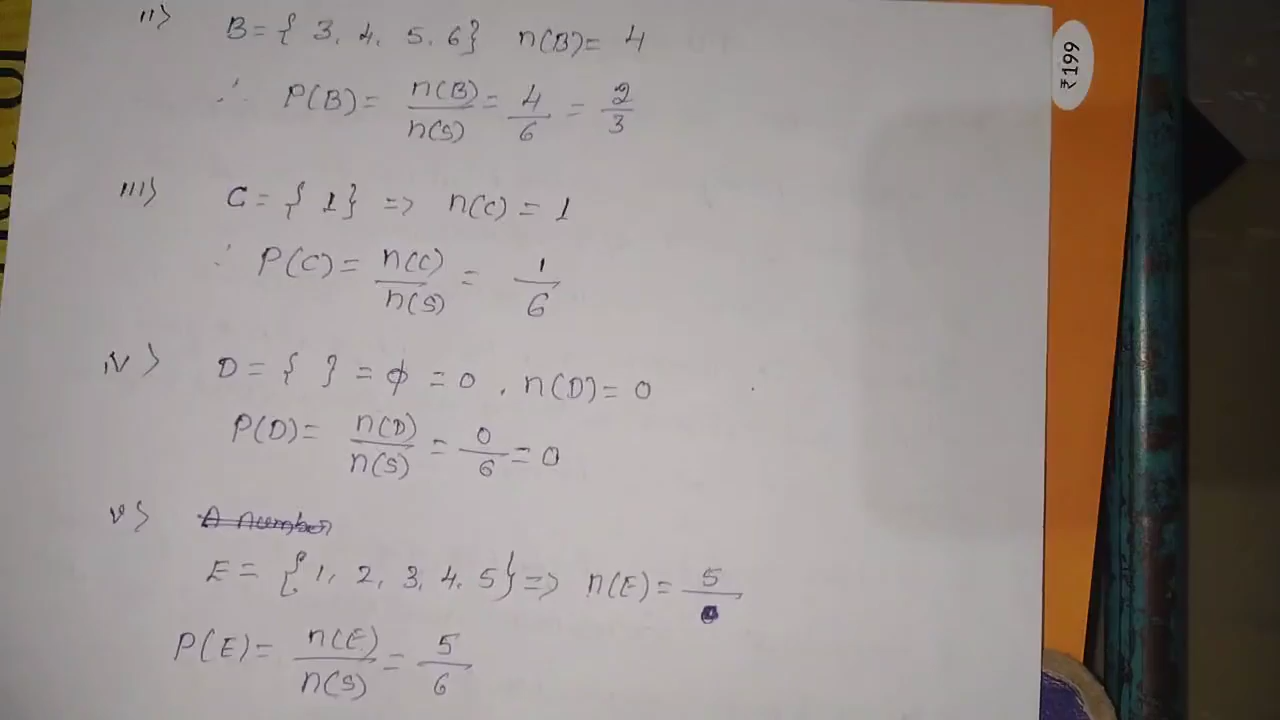 ii> B = { 3, 4, 5, 6} n(B) = 4
∴ P(B) = n(B)/n(S) = 4/6 = 2/3
iii> C = { 1} => n(C) = 1
∴ P(C) = n(C)/n(S) = 1/6
iv> D = { } = ϕ = 0, n(D) = 0
P(D) = n(D)/n(S) = 0/6 = 0
v> A number
E = {1, 2, 3, 4, 5} => n(E) = 5
P(E) = n(E)/n(S) = 5/6
₹199